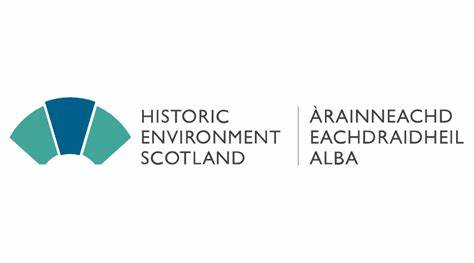 HISTORIC
ENVIRONMENT
SCOTLAND
ÀRAINNEACHD
EACHDRAIDHEIL
ALBA